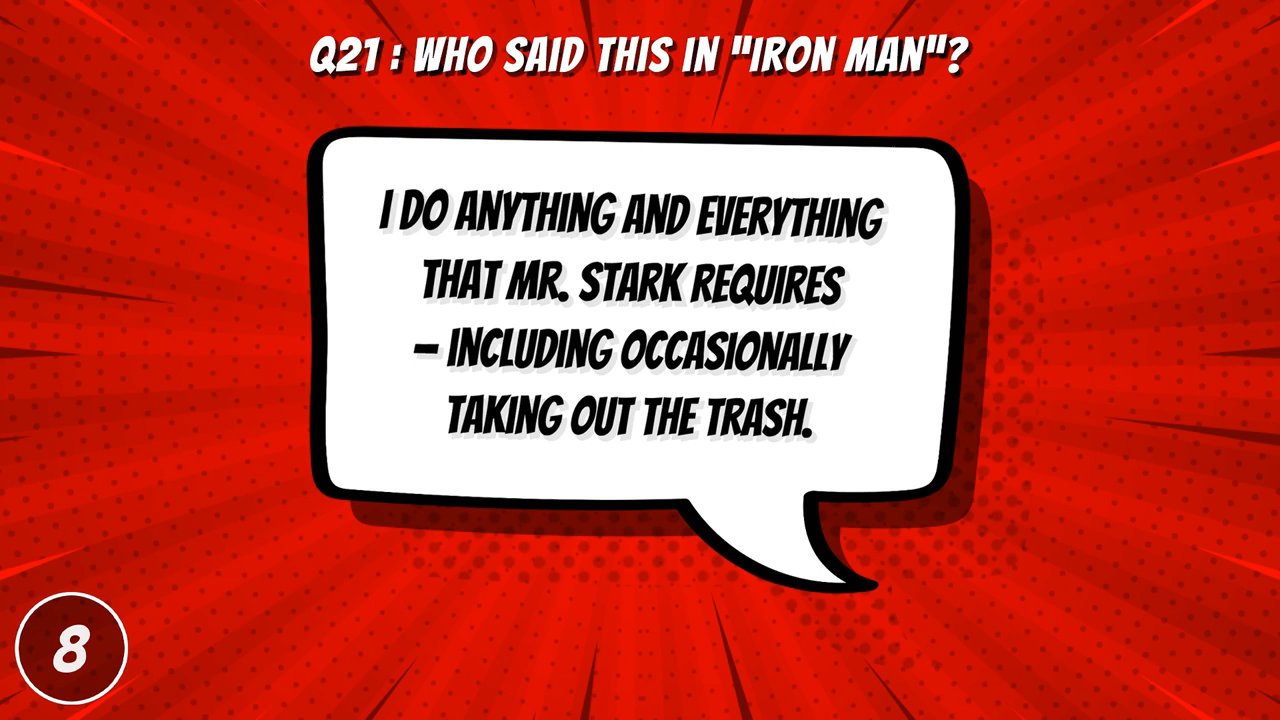 Q21 : WHO SAID THIS IN "IRON MAN"?
I DO ANYTHING AND EVERYTHING
THAT MR. STARK REQUIRES
– INCLUDING OCCASIONALLY
TAKING OUT THE TRASH.
8